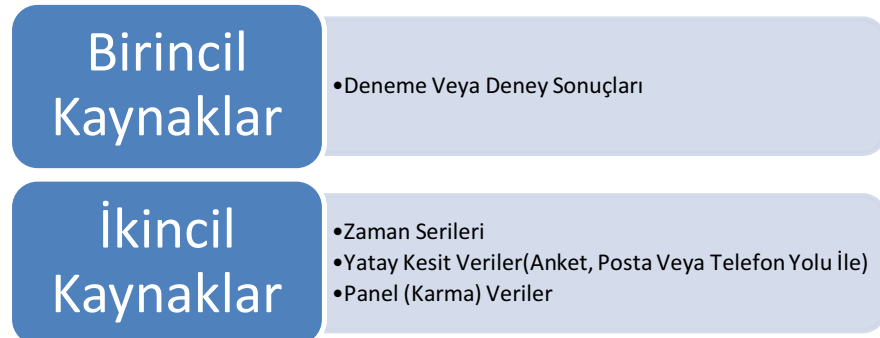 Birincil
Kaynaklar
•Deneme Veya Deney Sonuçları
İkincil
Kaynaklar
•Zaman Serileri
•Yatay Kesit Veriler(Anket, Posta Veya Telefon Yolu İle)
•Panel (Karma) Veriler